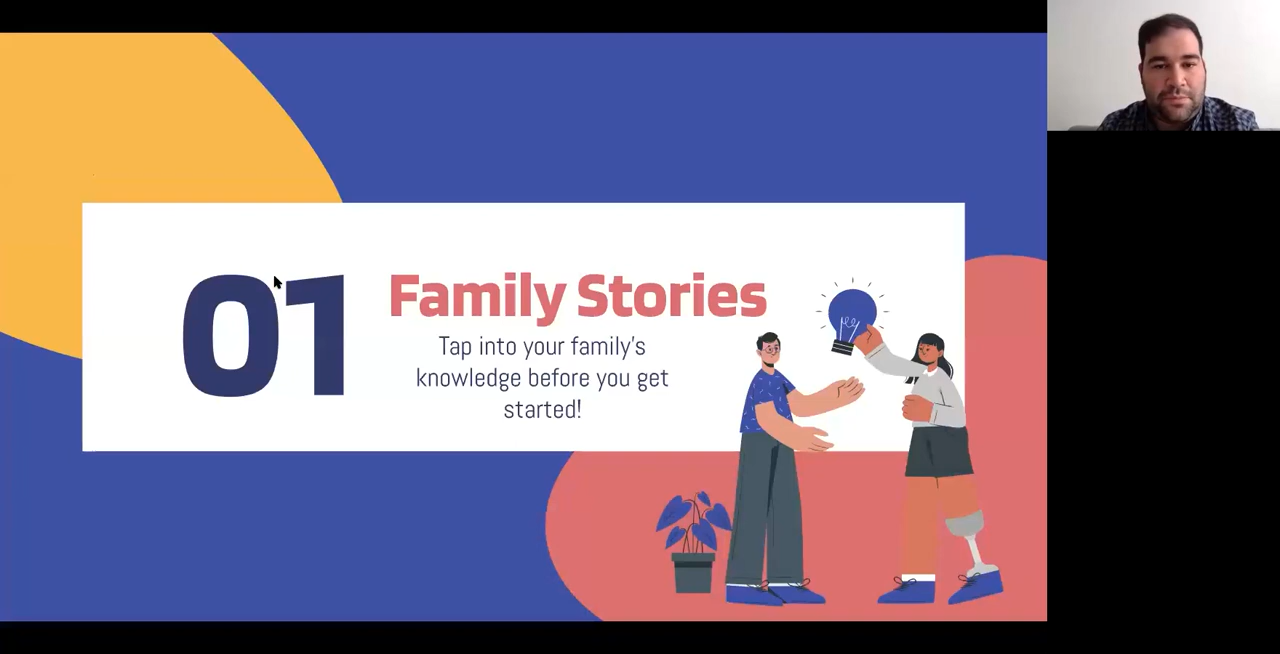 01
Family Stories
Tap into your family's
knowledge before you get
started!